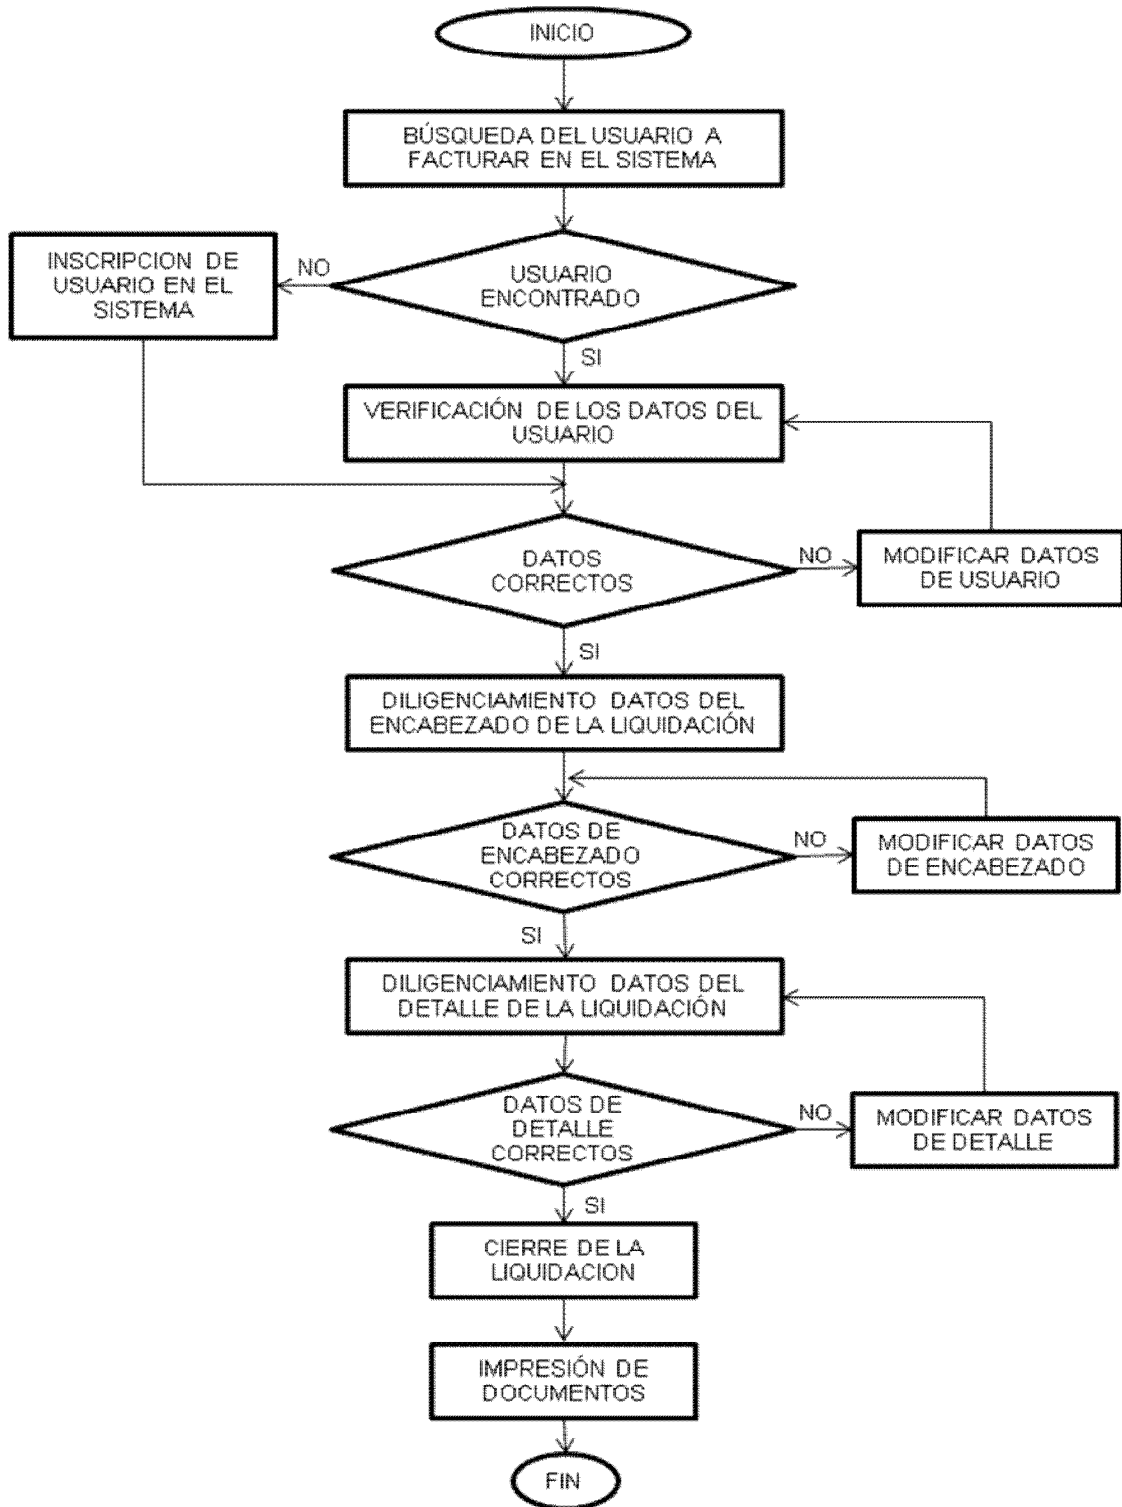 INICIO
BÚSQUEDA DEL USUARIO A
FACTURAR EN EL SISTEMA
INSCRIPCION DE
USUARIO EN EL
SISTEMA
NO
USUARIO
ENCONTRADO
SI
VERIFICACIÓN DE LOS DATOS DEL
USUARIO
DATOS
CORRECTOS
NO
MODIFICAR DATOS
DE USUARIO
SI
DILIGENCIAMIENTO DATOS DEL
ENCABEZADO DE LA LIQUIDACIÓN
DATOS DE
ENCABEZADO
CORRECTOS
NO
MODIFICAR DATOS
DE ENCABEZADO
SI
DILIGENCIAMIENTO DATOS DEL
DETALLE DE LA LIQUIDACIÓN
DATOS DE
DETALLE
CORRECTOS
NO
MODIFICAR DATOS
DE DETALLE
SI
CIERRE DE LA
LIQUIDACION
IMPRESIÓN DE
DOCUMENTOS
FIN